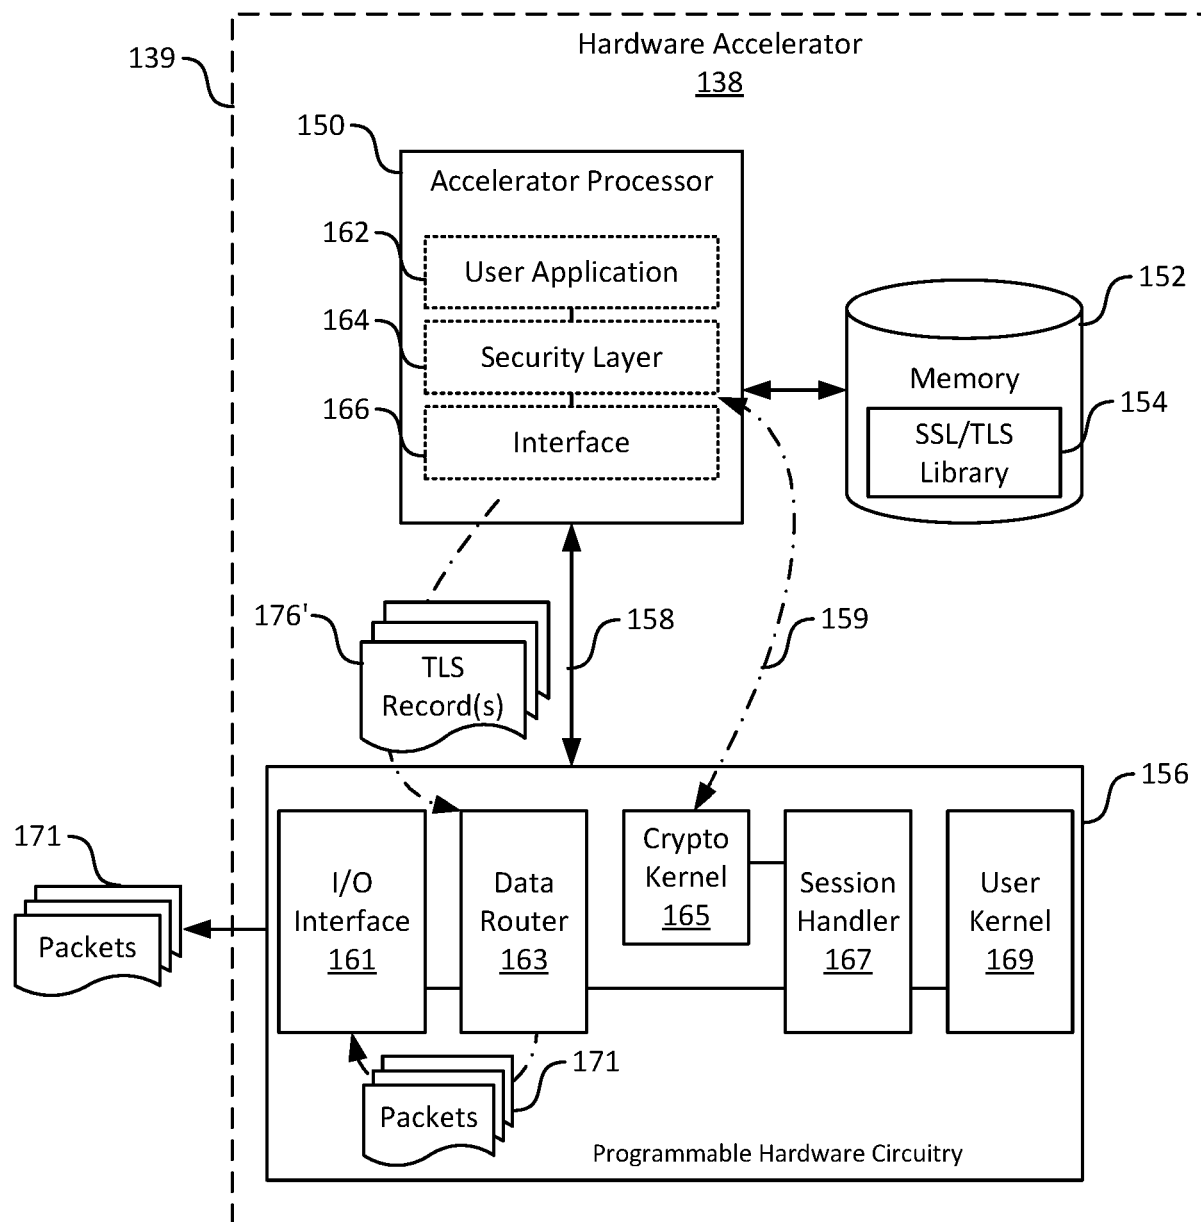 Hardware Accelerator
138
139
150
Accelerator Processor
162
User Application
164
Security Layer
166
Interface
152
Memory
154
SSL/TLS
Library
176'
TLS
Record(s)
158
159
156
171
Packets
I/O
Interface
161
Data
Router
163
Crypto
Kernel
165
Session
Handler
167
User
Kernel
169
171
Packets
Programmable Hardware Circuitry